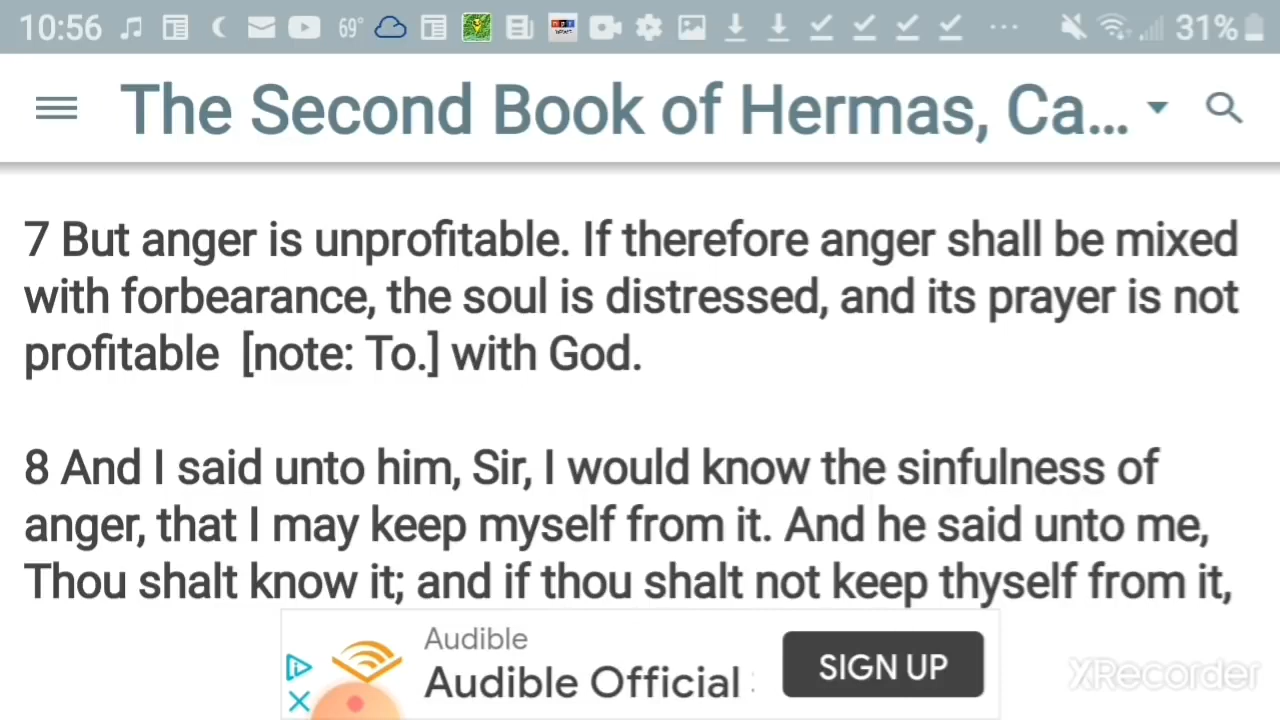 10:56 69° 31%
The Second Book of Hermas, Ca...
7 But anger is unprofitable. If therefore anger shall be mixed
with forbearance, the soul is distressed, and its prayer is not
profitable [note: To.] with God.
8 And I said unto him, Sir, I would know the sinfulness of
anger, that I may keep myself from it. And he said unto me,
Thou shalt know it; and if thou shalt not keep thyself from it,
Audible
Audible Official
SIGN UP
XRecorder